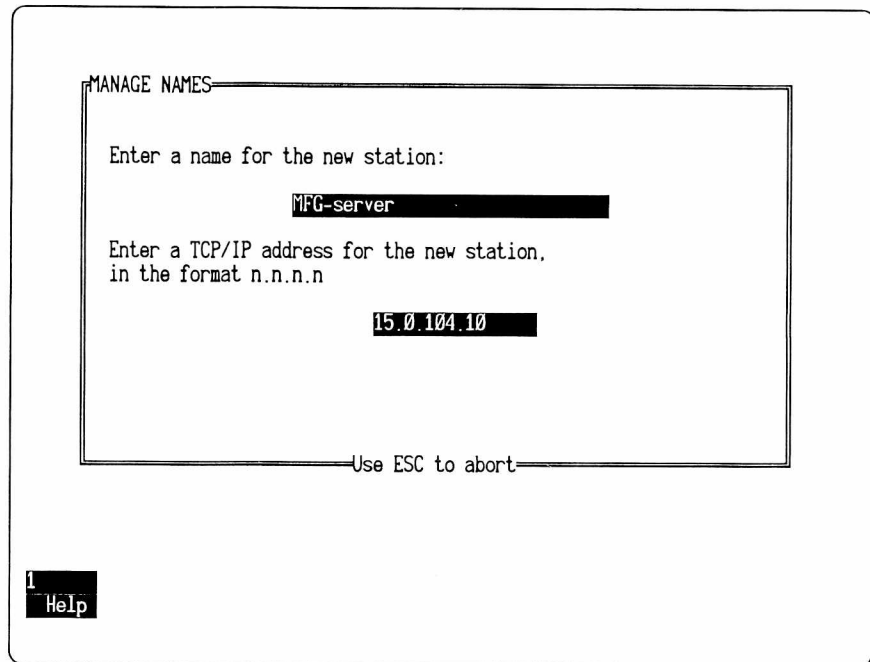 MANAGE NAMES
Enter a name for the new station:
MFG-server
Enter a TCP/IP address for the new station,
in the format n.n.n.n
15.0.104.10
Use ESC to abort
1
Help